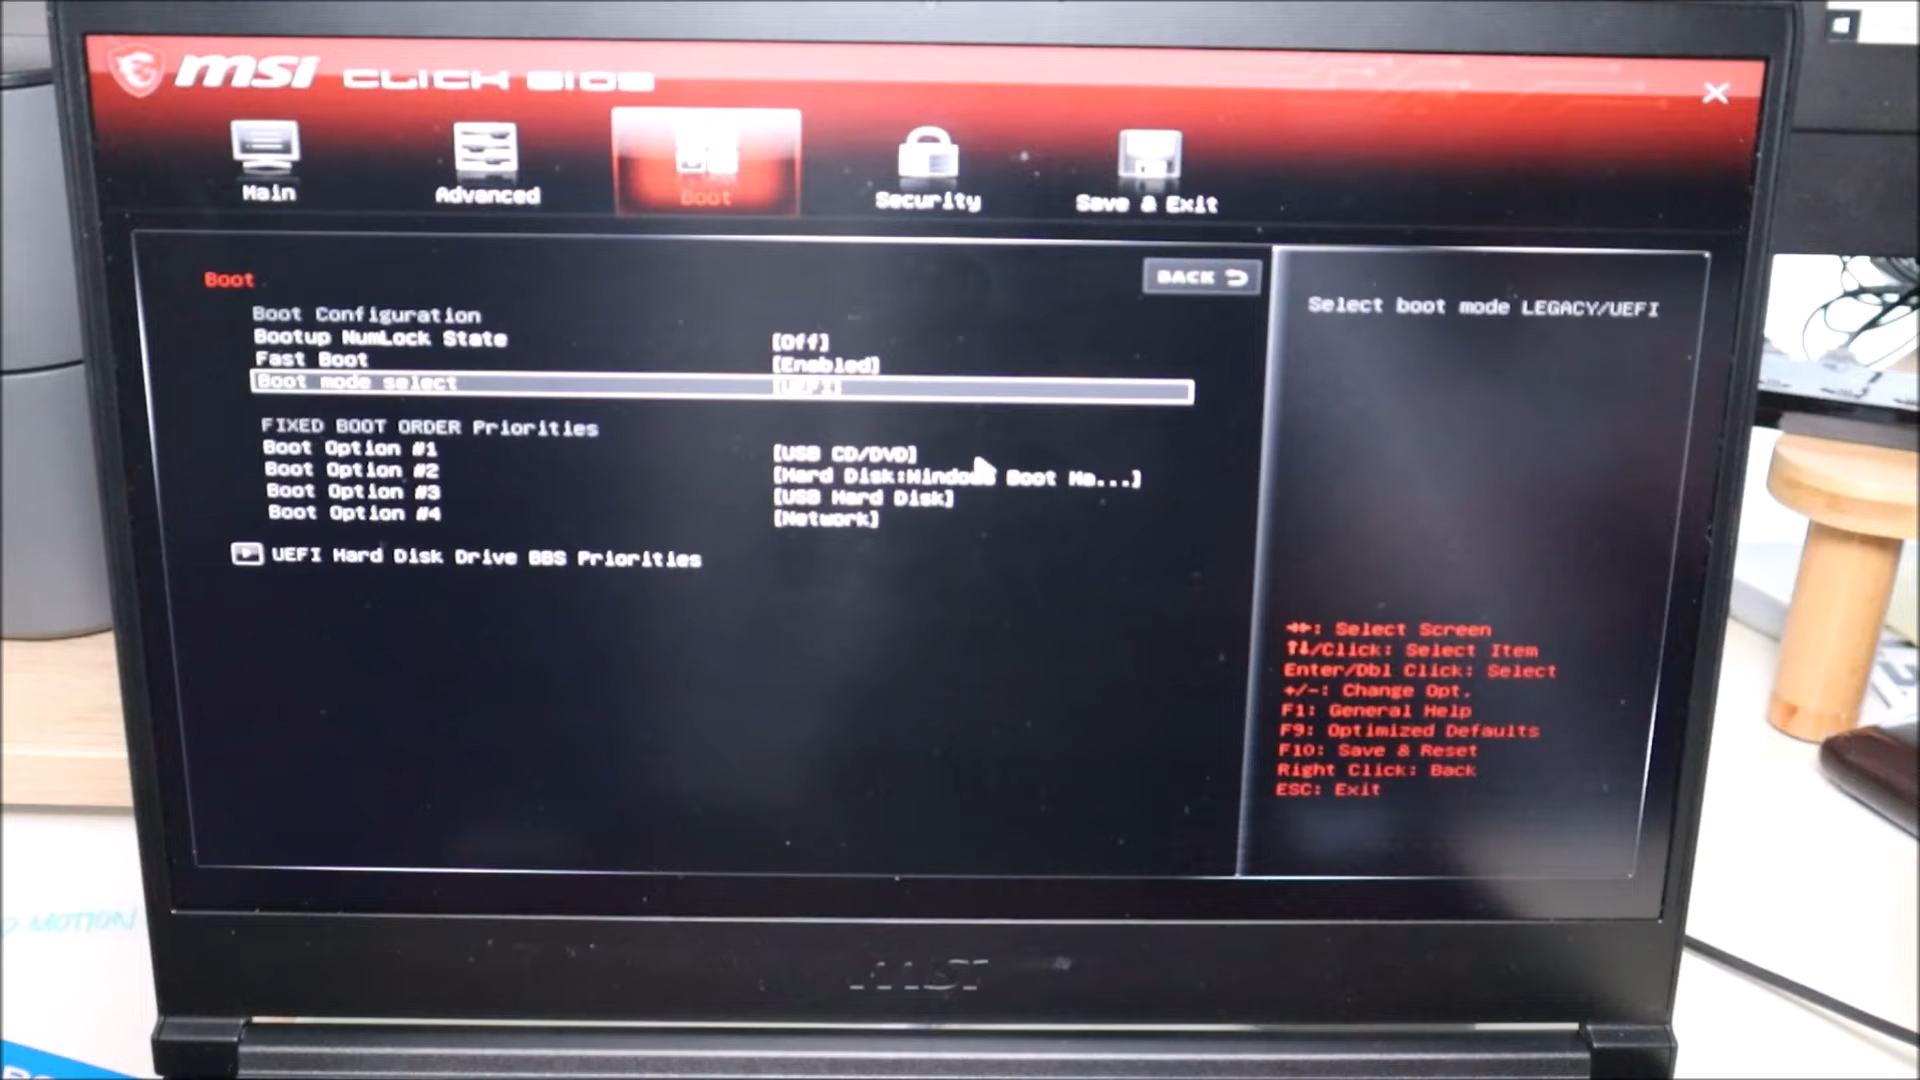 msi CLICK BIOS
Main
Advanced
Boot
Security
Save & Exit
Boot
BACK
Boot Configuration
Bootup NumLock State [Off]
Fast Boot [Enabled]
Boot mode select [UEFI]
FIXED BOOT ORDER Priorities
Boot Option #1 [USB CD/DVD]
Boot Option #2 [Hard Disk:Windows Boot Ma...]
Boot Option #3 [USB Hard Disk]
Boot Option #4 [Network]
UEFI Hard Disk Drive BBS Priorities
Select boot mode LEGACY/UEFI
→←: Select Screen
↑↓/Click: Select Item
Enter/Dbl Click: Select
+/-: Change Opt.
F1: General Help
F9: Optimized Defaults
F10: Save & Reset
Right Click: Back
ESC: Exit
MOTION
msi